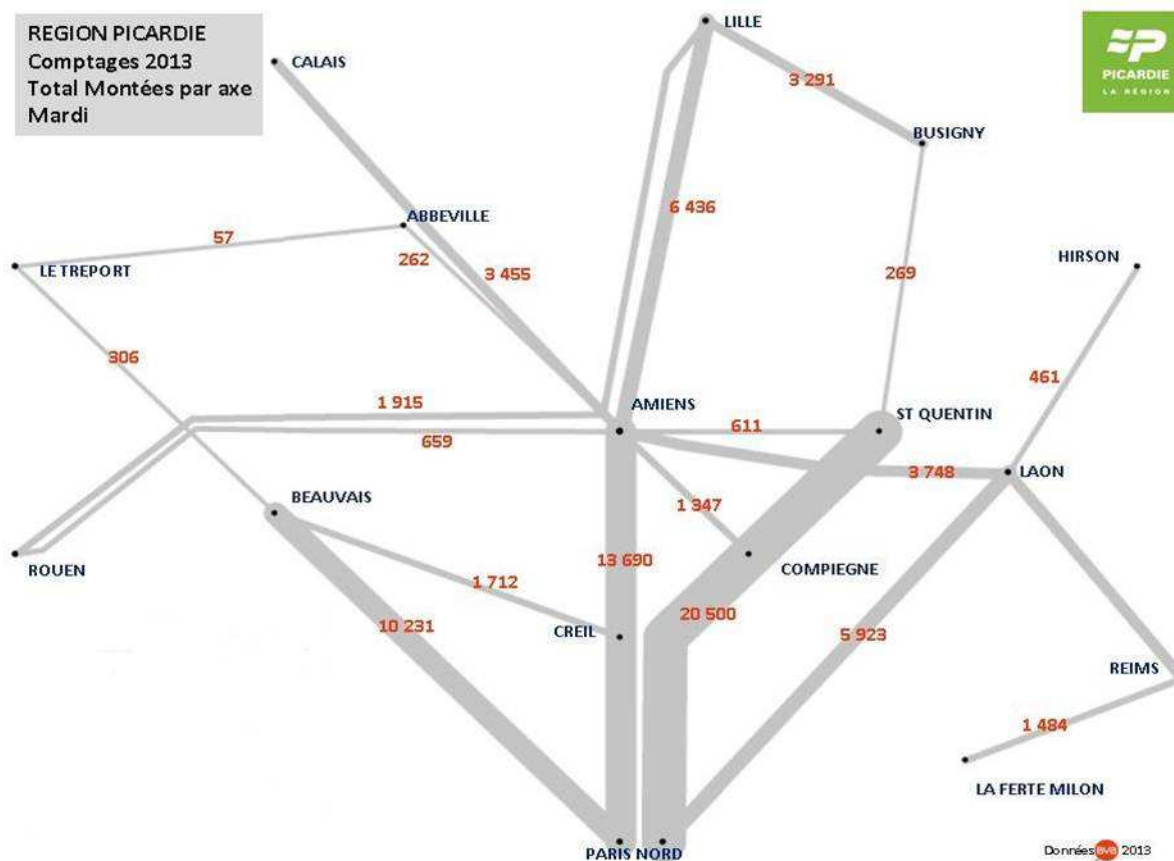 REGION PICARDIE
Comptages 2013
Total Montées par axe
Mardi
PICARDIE
LA RÉGION
LILLE
CALAIS
3 291
BUSIGNY
6 436
ABBEVILLE
57
262
LE TREPORT
3 455
269
HIRSON
306
461
1 915
AMIENS
ST QUENTIN
659
611
3 748
LAON
BEAUVAIS
1 347
13 690
COMPIEGNE
ROUEN
1 712
20 500
CREIL
10 231
5 923
REIMS
1 484
LA FERTE MILON
PARIS NORD
Données eva 2013